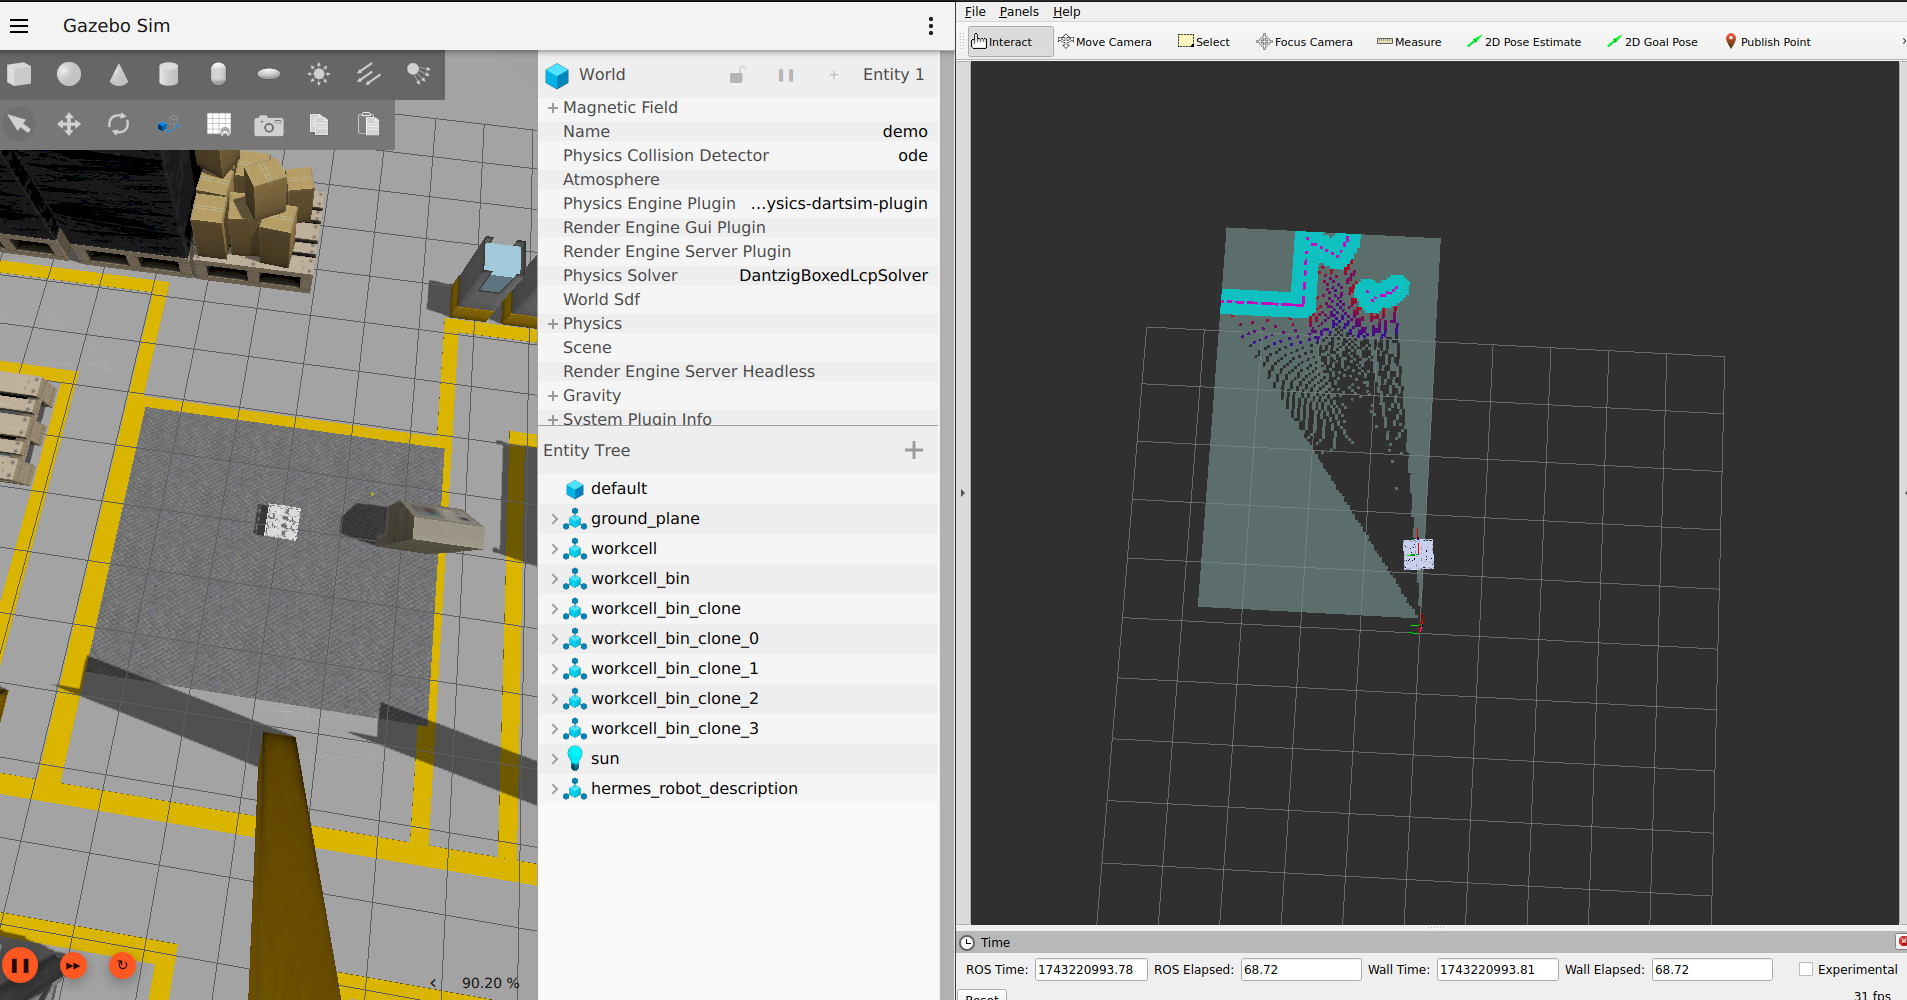 Gazebo Sim
World
Entity 1
Magnetic Field
Name demo
Physics Collision Detector ode
Atmosphere
Physics Engine Plugin ...ysics-dartsim-plugin
Render Engine Gui Plugin
Render Engine Server Plugin
Physics Solver DantzigBoxedLcpSolver
World Sdf
Physics
Scene
Render Engine Server Headless
Gravity
System Plugin Info
Entity Tree
default
ground_plane
workcell
workcell_bin
workcell_bin_clone
workcell_bin_clone_0
workcell_bin_clone_1
workcell_bin_clone_2
workcell_bin_clone_3
sun
hermes_robot_description
90.20 %
File Panels Help
Interact Move Camera Select Focus Camera Measure 2D Pose Estimate 2D Goal Pose Publish Point
Time
ROS Time: 1743220993.78 ROS Elapsed: 68.72 Wall Time: 1743220993.81 Wall Elapsed: 68.72 Experimental
Reset
31 fps